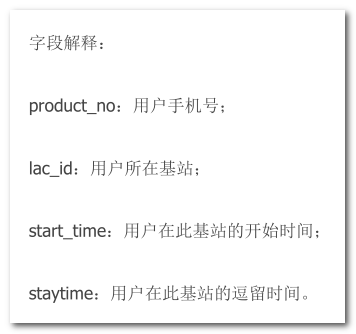 字段解释：
product_no：用户手机号；
lac_id：用户所在基站；
start_time：用户在此基站的开始时间；
staytime：用户在此基站的逗留时间。